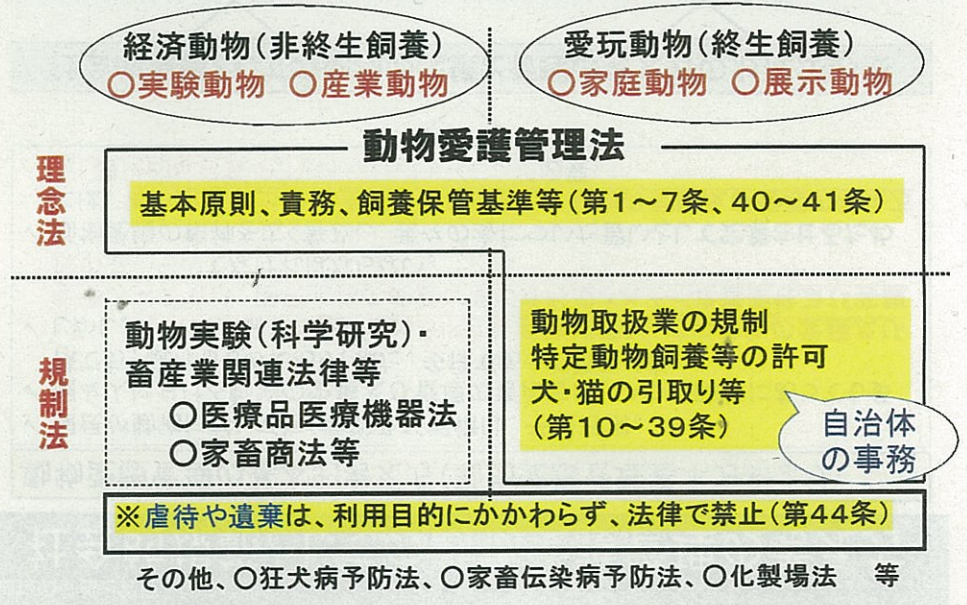 経済動物(非終生飼養)
〇実験動物 〇産業動物
愛玩動物(終生飼養)
〇家庭動物 〇展示動物
動物愛護管理法
理念法
基本原則、責務、飼養保管基準等(第1～7条、40～41条)
規制法
動物実験(科学研究)・
畜産業関連法律等
〇医療品医療機器法
〇家畜商法等
動物取扱業の規制
特定動物飼養等の許可
犬・猫の引取り等
(第10～39条)
自治体
の事務
※虐待や遺棄は、利用目的にかかわらず、法律で禁止(第44条)
その他、〇狂犬病予防法、〇家畜伝染病予防法、〇化製場法 等